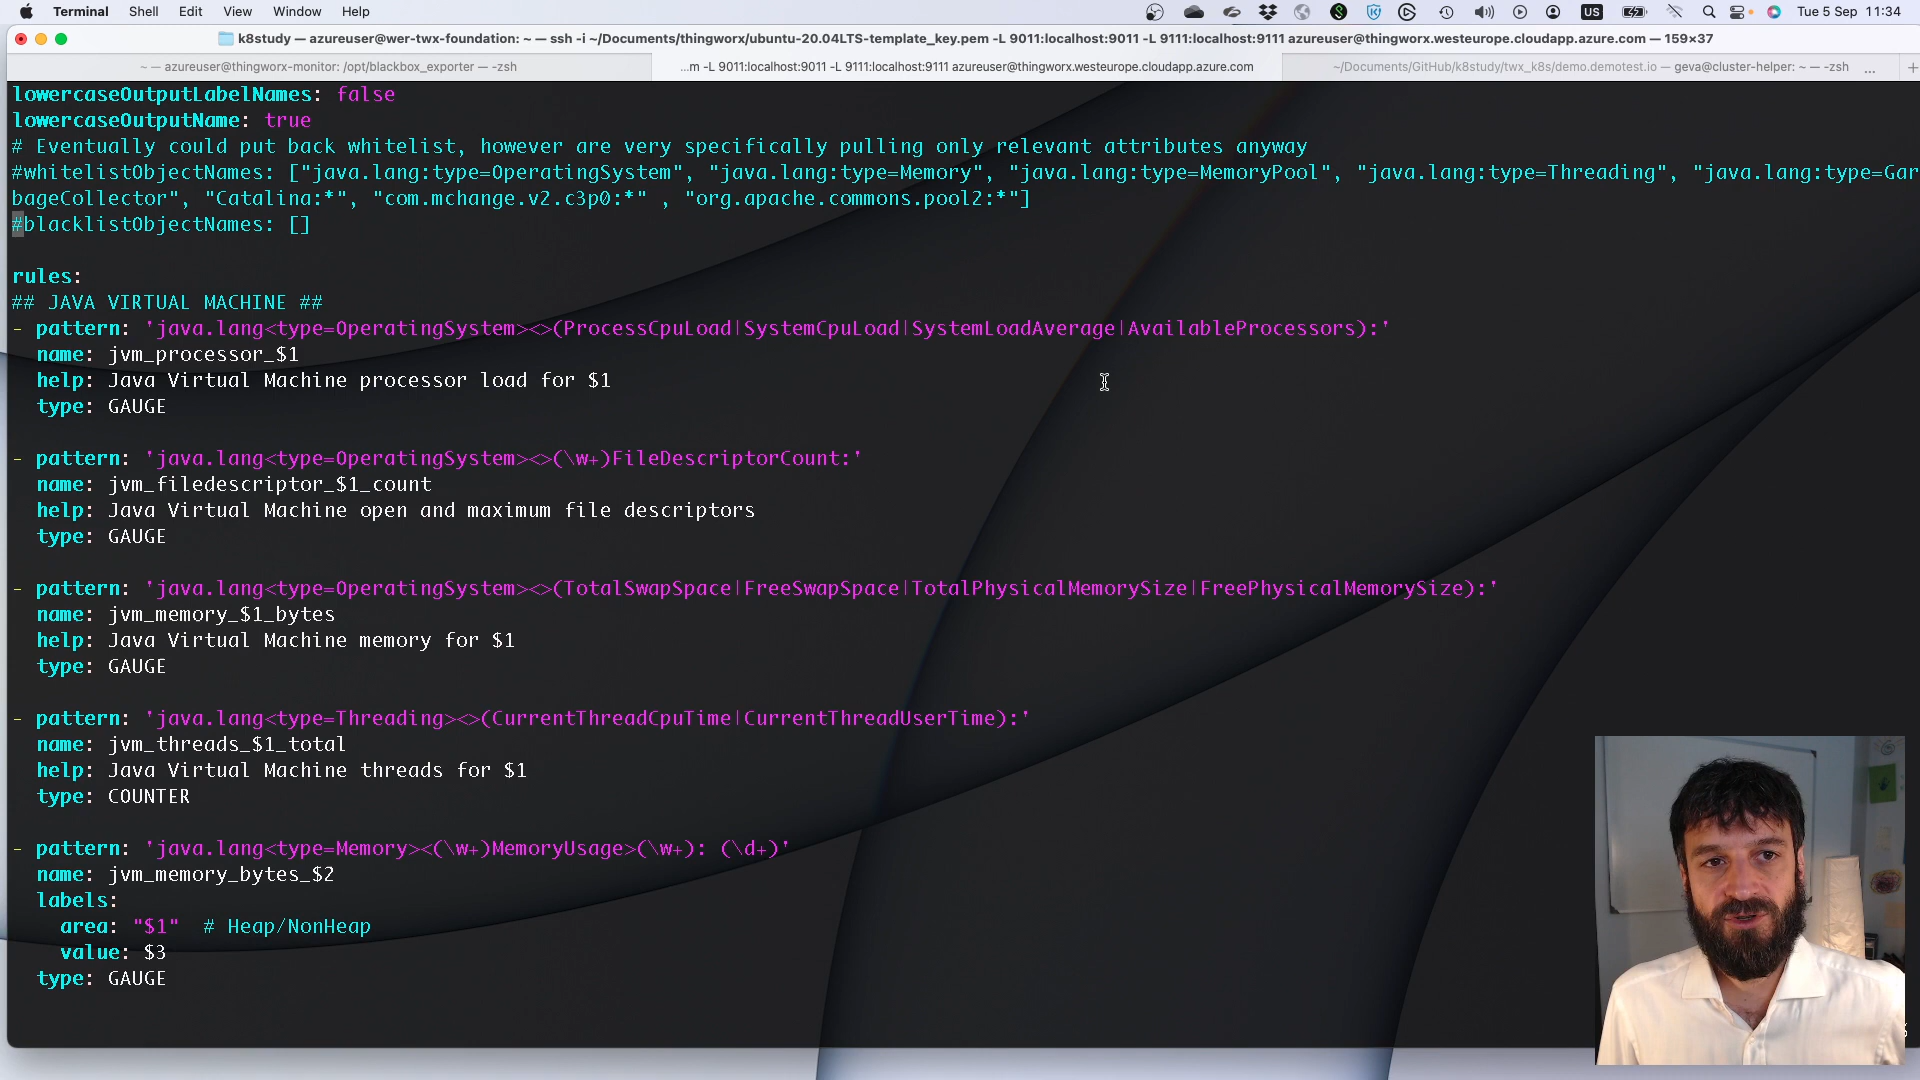 Terminal Shell Edit View Window Help US Tue 5 Sep 11:34
k8study — azureuser@wer-twx-foundation: ~ — ssh -i ~/Documents/thingworx/ubuntu-20.04LTS-template_key.pem -L 9011:localhost:9011 -L 9111:localhost:9111 azureuser@thingworx.westeurope.cloudapp.azure.com — 159×37
~ — azureuser@thingworx-monitor: /opt/blackbox_exporter — -zsh ...m -L 9011:localhost:9011 -L 9111:localhost:9111 azureuser@thingworx.westeurope.cloudapp.azure.com ~/Documents/GitHub/k8study/twx_k8s/demo.demotest.io — geva@cluster-helper: ~ — -zsh ... +
lowercaseOutputLabelNames: false
lowercaseOutputName: true
# Eventually could put back whitelist, however are very specifically pulling only relevant attributes anyway
#whitelistObjectNames: ["java.lang:type=OperatingSystem", "java.lang:type=Memory", "java.lang:type=MemoryPool", "java.lang:type=Threading", "java.lang:type=Gar
bageCollector", "Catalina:*", "com.mchange.v2.c3p0:*" , "org.apache.commons.pool2:*"]
#blacklistObjectNames: []
rules:
## JAVA VIRTUAL MACHINE ##
- pattern: 'java.lang<type=OperatingSystem><>(ProcessCpuLoad|SystemCpuLoad|SystemLoadAverage|AvailableProcessors):'
name: jvm_processor_$1
help: Java Virtual Machine processor load for $1
type: GAUGE
- pattern: 'java.lang<type=OperatingSystem><>(\w+)FileDescriptorCount:'
name: jvm_filedescriptor_$1_count
help: Java Virtual Machine open and maximum file descriptors
type: GAUGE
- pattern: 'java.lang<type=OperatingSystem><>(TotalSwapSpace|FreeSwapSpace|TotalPhysicalMemorySize|FreePhysicalMemorySize):'
name: jvm_memory_$1_bytes
help: Java Virtual Machine memory for $1
type: GAUGE
- pattern: 'java.lang<type=Threading><>(CurrentThreadCpuTime|CurrentThreadUserTime):'
name: jvm_threads_$1_total
help: Java Virtual Machine threads for $1
type: COUNTER
- pattern: 'java.lang<type=Memory><(\w+)MemoryUsage>(\w+): (\d+)'
name: jvm_memory_bytes_$2
labels:
area: "$1" # Heap/NonHeap
value: $3
type: GAUGE